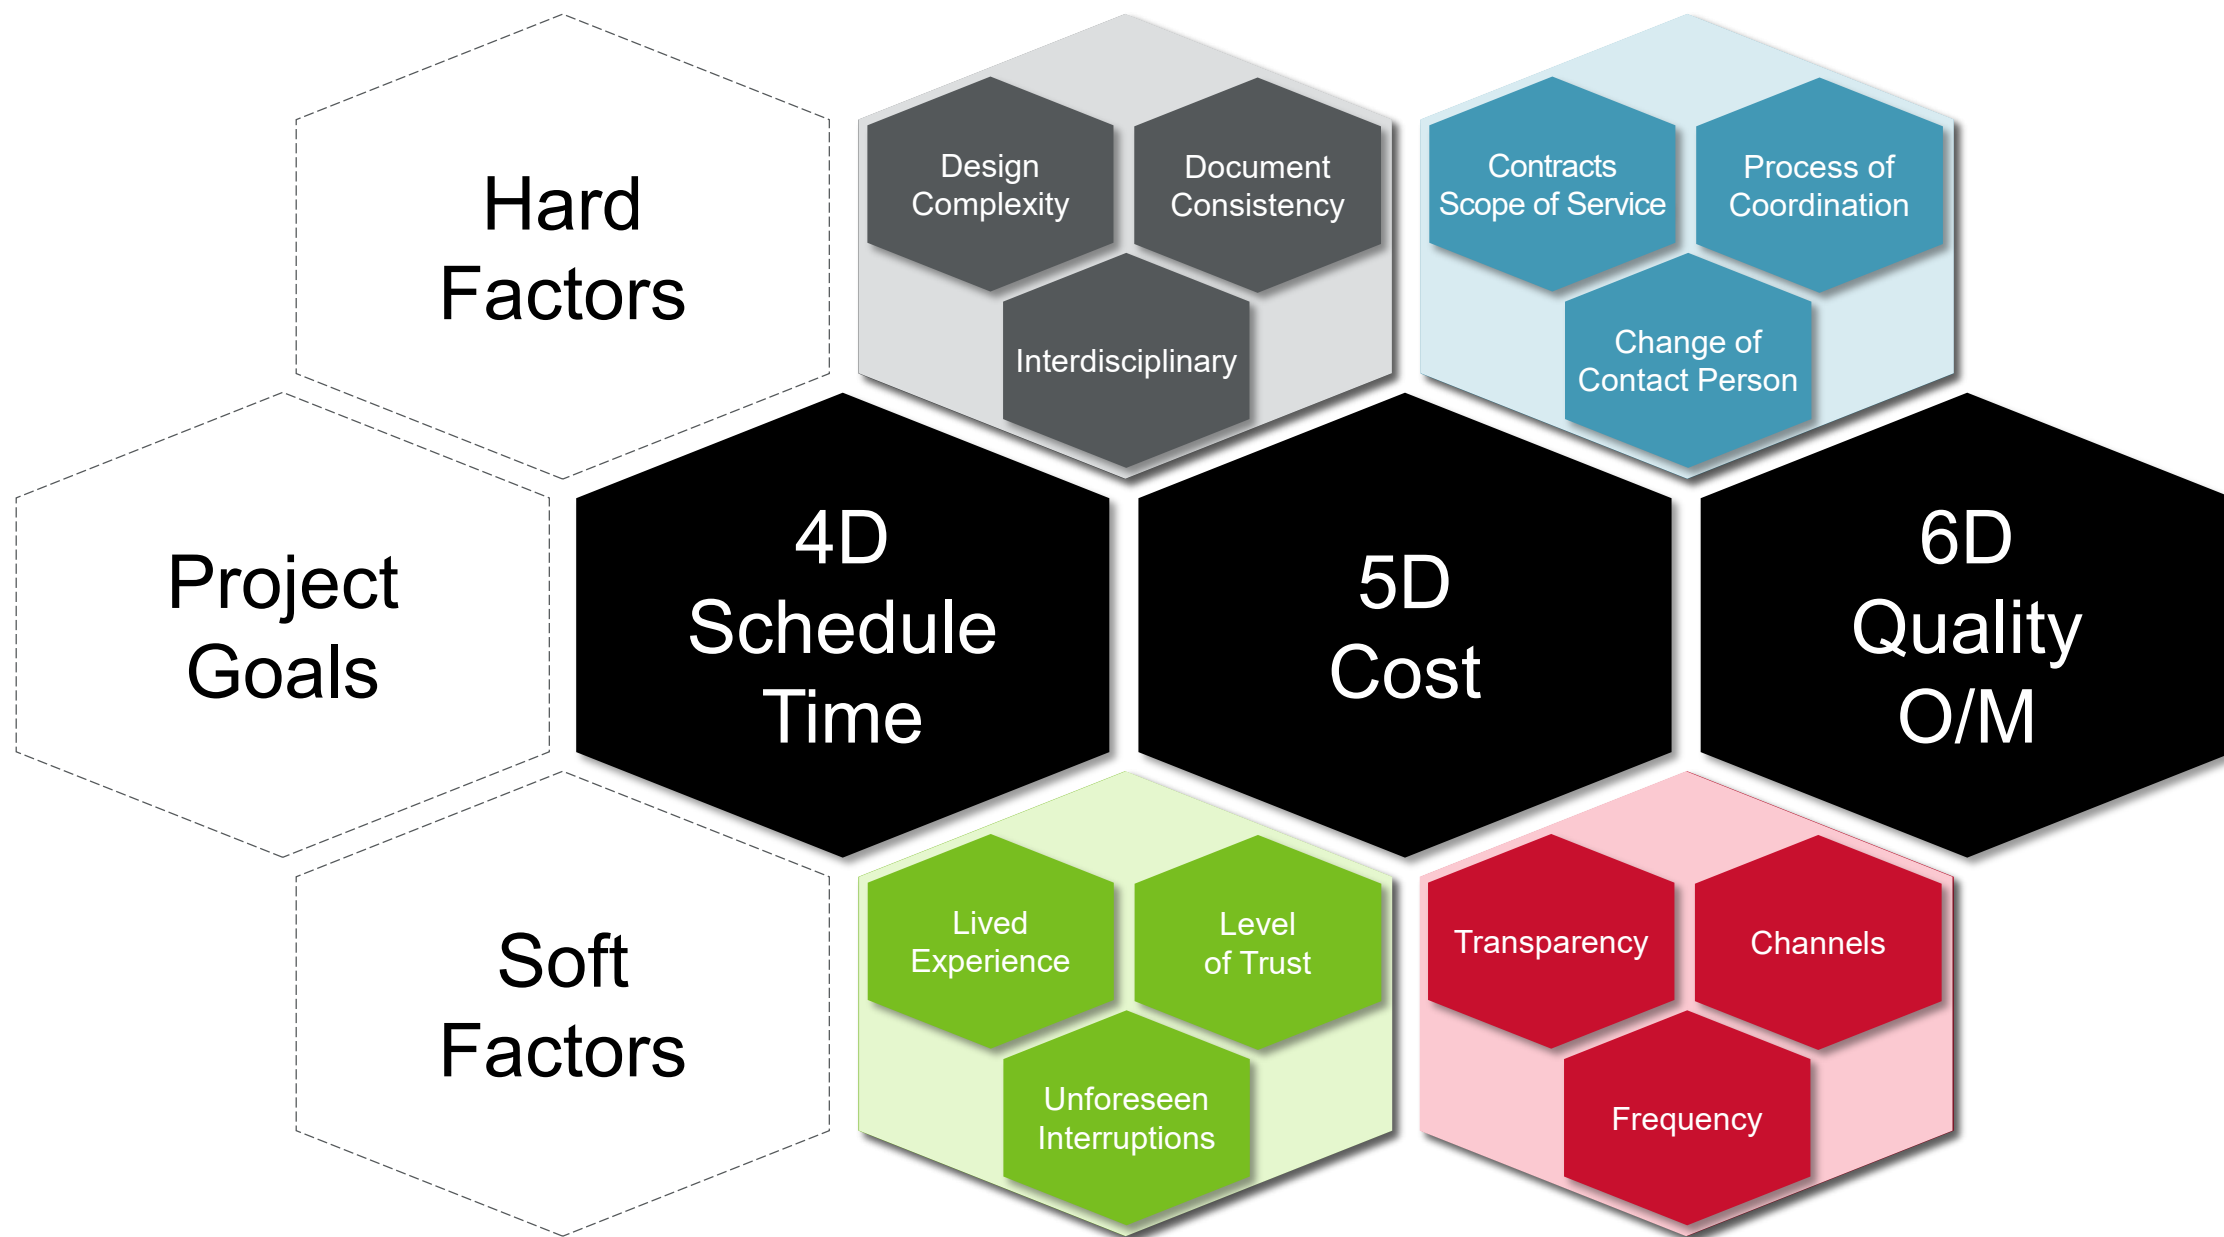 Hard
Factors
Design
Complexity
Document
Consistency
Interdisciplinary
Contracts
Scope of Service
Process of
Coordination
Change of
Contact Person
Project
Goals
4D
Schedule
Time
5D
Cost
6D
Quality
O/M
Soft
Factors
Lived
Experience
Level
of Trust
Unforeseen
Interruptions
Transparency
Channels
Frequency